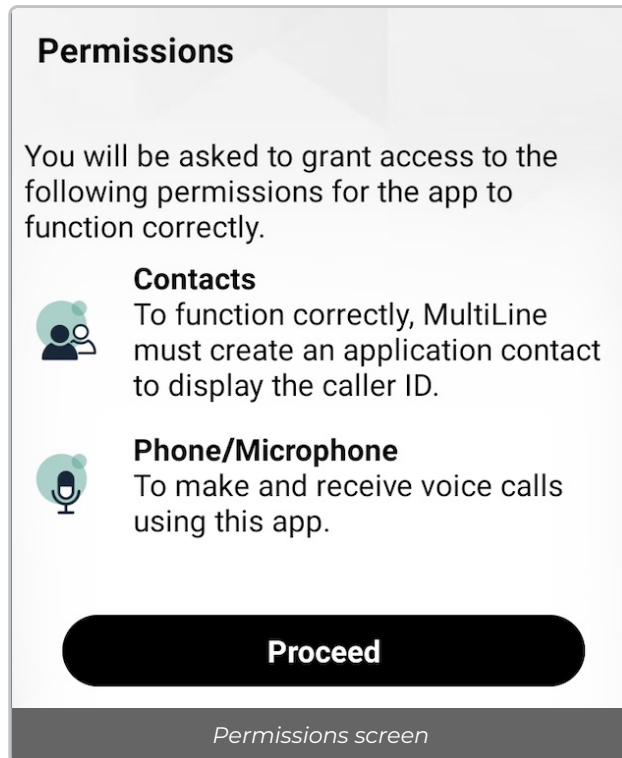 Permissions
You will be asked to grant access to the
following permissions for the app to
function correctly.
Contacts
To function correctly, MultiLine
must create an application contact
to display the caller ID.
Phone/Microphone
To make and receive voice calls
using this app.
Proceed
Permissions screen